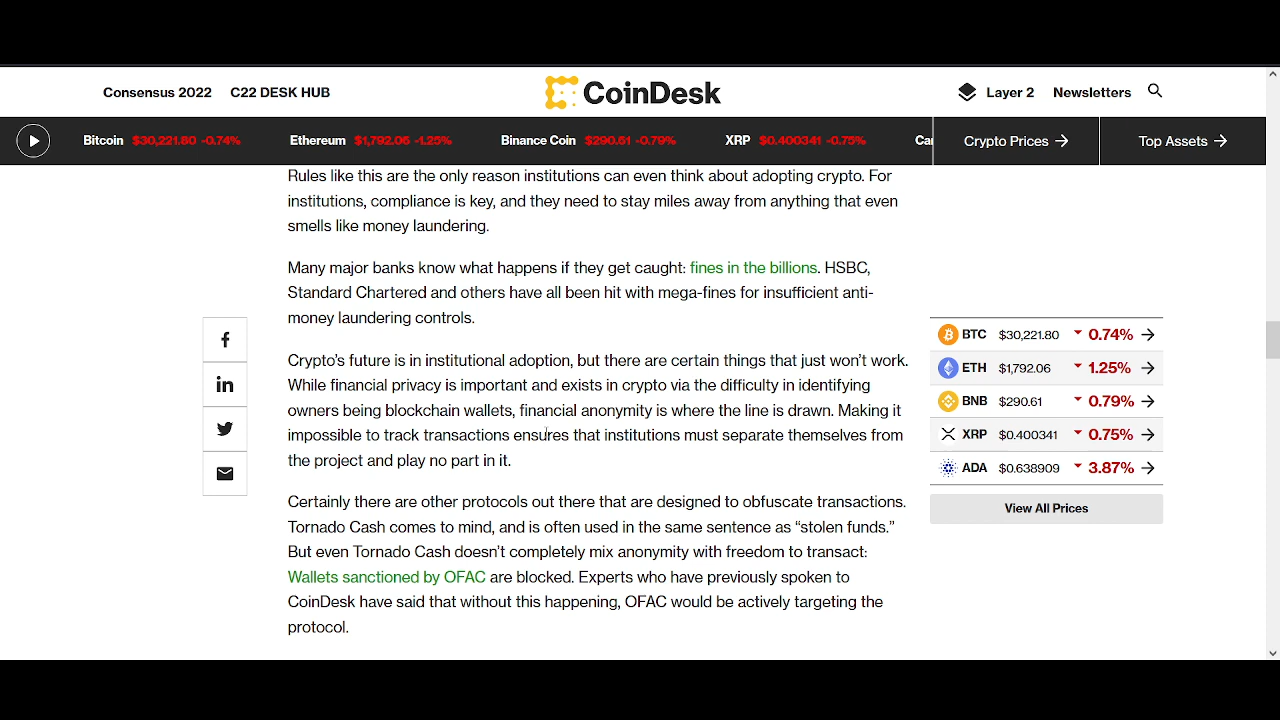 Consensus 2022 C22 DESK HUB CoinDesk Layer 2 Newsletters
Bitcoin $30,221.80 -0.74% Ethereum $1,792.06 -1.25% Binance Coin $290.61 -0.79% XRP $0.400341 -0.75% Ca Crypto Prices → Top Assets →
Rules like this are the only reason institutions can even think about adopting crypto. For
institutions, compliance is key, and they need to stay miles away from anything that even
smells like money laundering.
Many major banks know what happens if they get caught: fines in the billions. HSBC,
Standard Chartered and others have all been hit with mega-fines for insufficient anti-
money laundering controls.
Crypto's future is in institutional adoption, but there are certain things that just won't work.
While financial privacy is important and exists in crypto via the difficulty in identifying
owners being blockchain wallets, financial anonymity is where the line is drawn. Making it
impossible to track transactions ensures that institutions must separate themselves from
the project and play no part in it.
Certainly there are other protocols out there that are designed to obfuscate transactions.
Tornado Cash comes to mind, and is often used in the same sentence as “stolen funds.”
But even Tornado Cash doesn't completely mix anonymity with freedom to transact:
Wallets sanctioned by OFAC are blocked. Experts who have previously spoken to
CoinDesk have said that without this happening, OFAC would be actively targeting the
protocol.
BTC $30,221.80 0.74% →
ETH $1,792.06 1.25% →
BNB $290.61 0.79% →
XRP $0.400341 0.75% →
ADA $0.638909 3.87% →
View All Prices